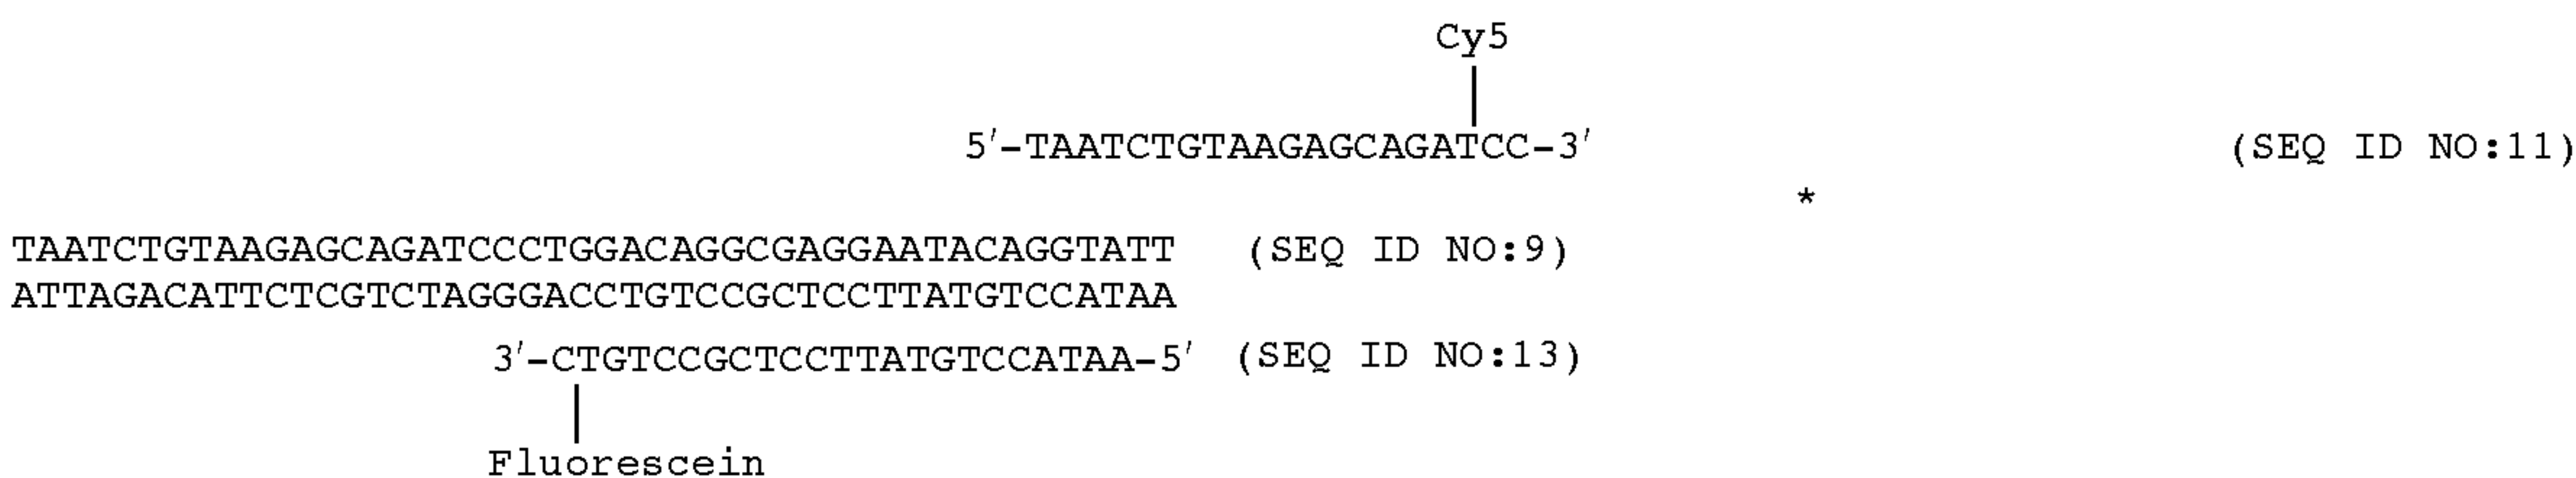 Cy5
5′-TAATCTGTAAGAGCAGATCC-3′ (SEQ ID NO:11)
*
TAATCTGTAAGAGCAGATCCCTGGACAGGCGAGGAATACAGGTATT (SEQ ID NO:9)
ATTAGACATTCTCGTCTAGGGACCTGTCCGCTCCTTATGTCCATAA
3′-CTGTCCGCTCCTTATGTCCATAA-5′ (SEQ ID NO:13)
Fluorescein